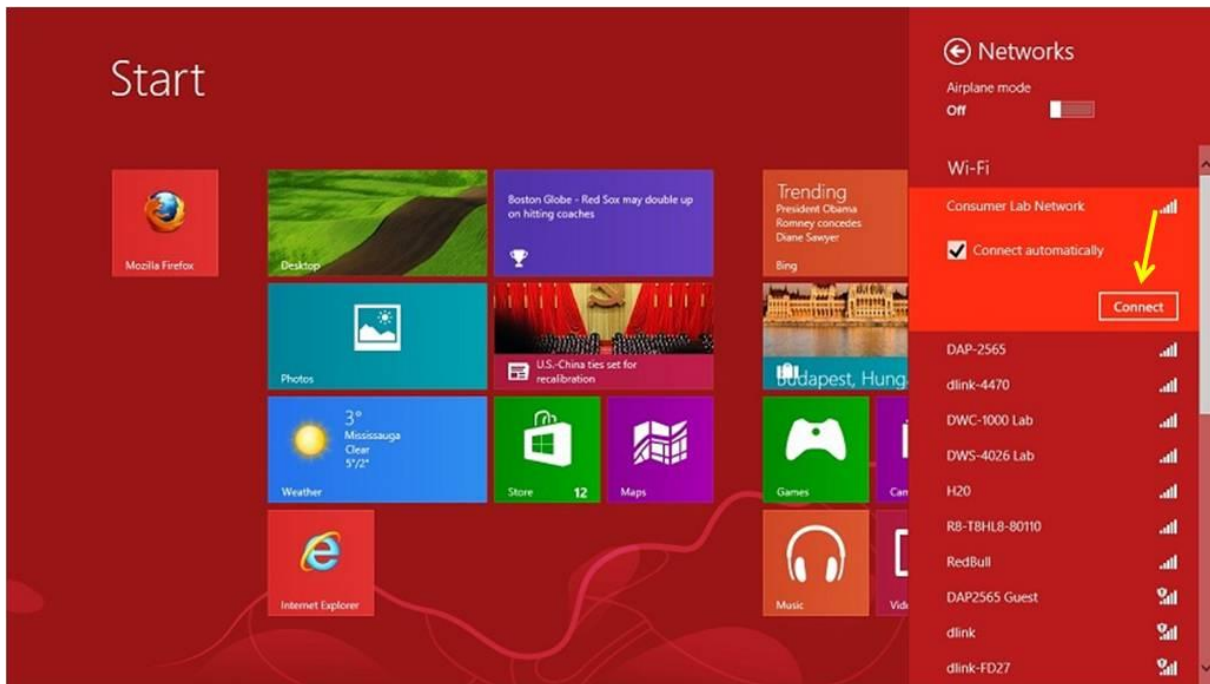 Start
Mozilla Firefox
Desktop
Boston Globe - Red Sox may double up
on hitting coaches
Trending
President Obama
Romney concedes
Diane Sawyer
Bing
Photos
U.S.-China ties set for
recalibration
Budapest, Hung
3°
Mississauga
Clear
5°/2°
Weather
Store
12
Maps
Games
Cam
Internet Explorer
Music
Vide
Networks
Airplane mode
Off
Wi-Fi
Consumer Lab Network
Connect automatically
Connect
DAP-2565
dlink-4470
DWC-1000 Lab
DWS-4026 Lab
H20
R8-T8HL8-80110
RedBull
DAP2565 Guest
dlink
dlink-FD27